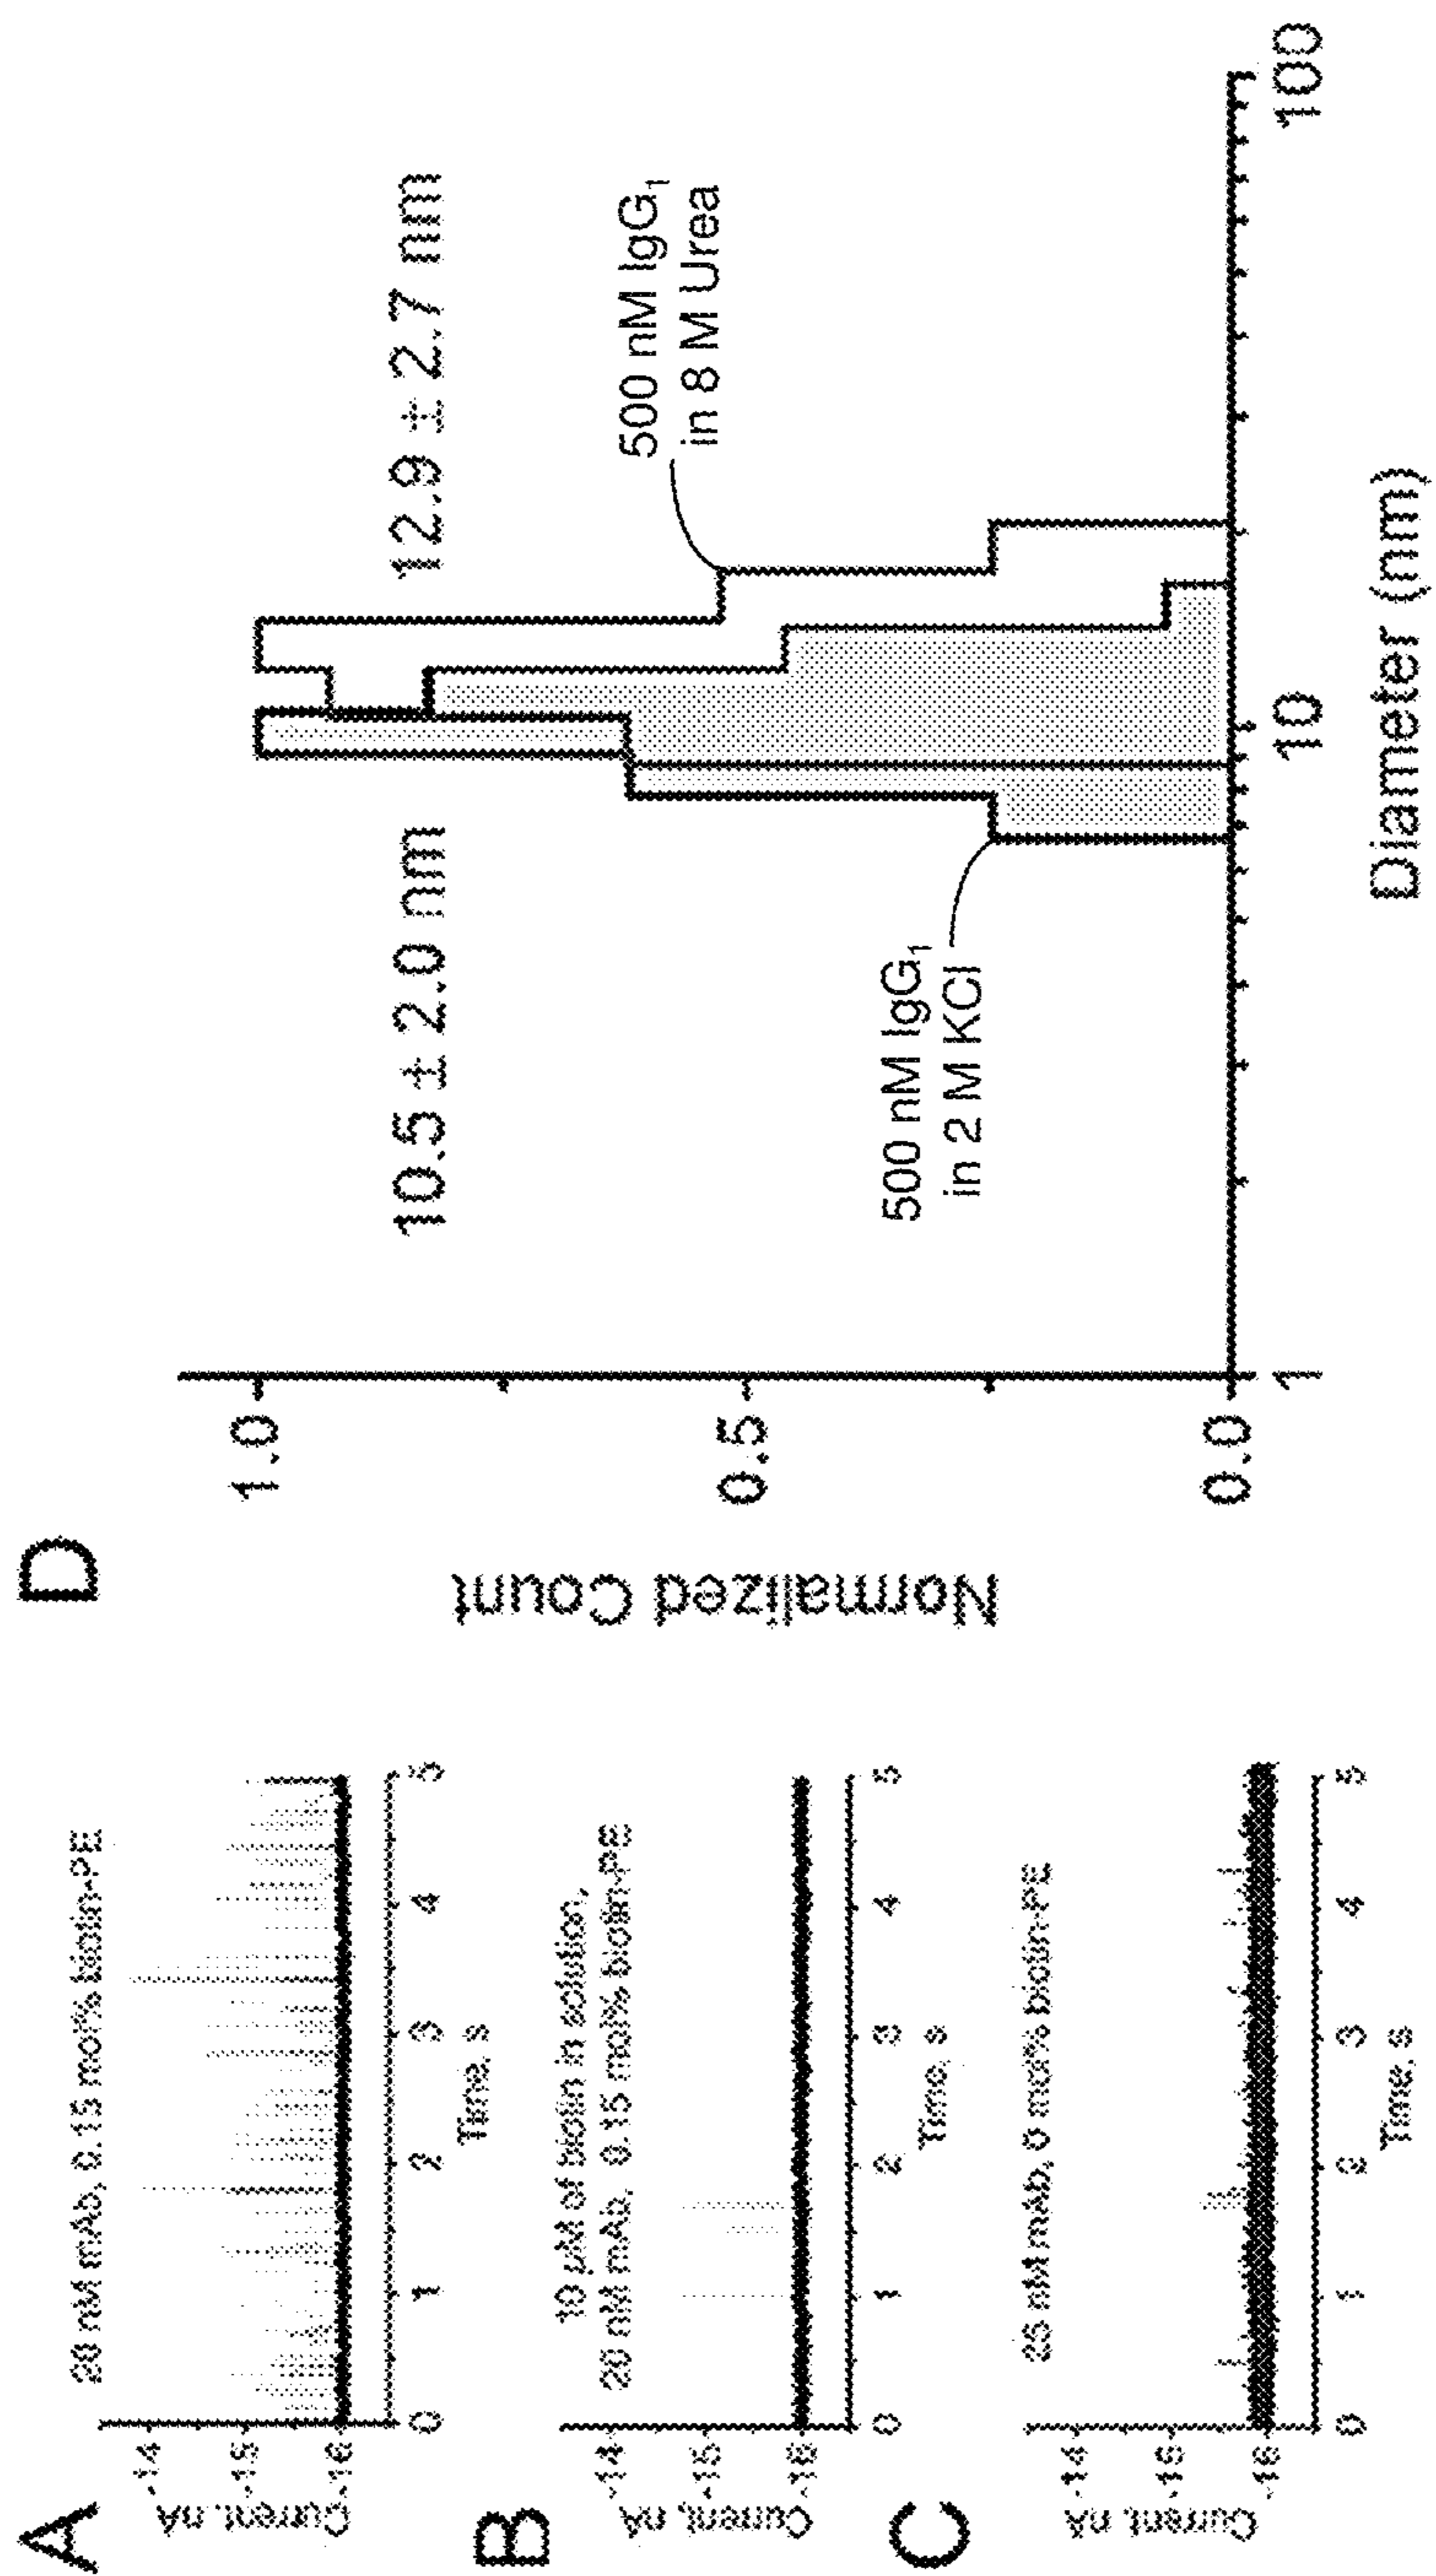 A
20 nM mAb, 0.15 mol% biotin-PE
Current, nA
-14
-15
-16
0 1 2 3 4 5
Time, s
B
10 µM of biotin in solution,
20 nM mAb, 0.15 mol% biotin-PE
Current, nA
-14
-15
-16
0 1 2 3 4 5
Time, s
C
25 nM mAb, 0 mol% biotin-PE
Current, nA
-14
-15
-16
0 1 2 3 4 5
Time, s
D
Normalized Count
1.0
0.5
0.0
10.5 ± 2.0 nm
12.9 ± 2.7 nm
500 nM IgG₁
in 2 M KCl
500 nM IgG₁
in 8 M Urea
1 10 100
Diameter (nm)